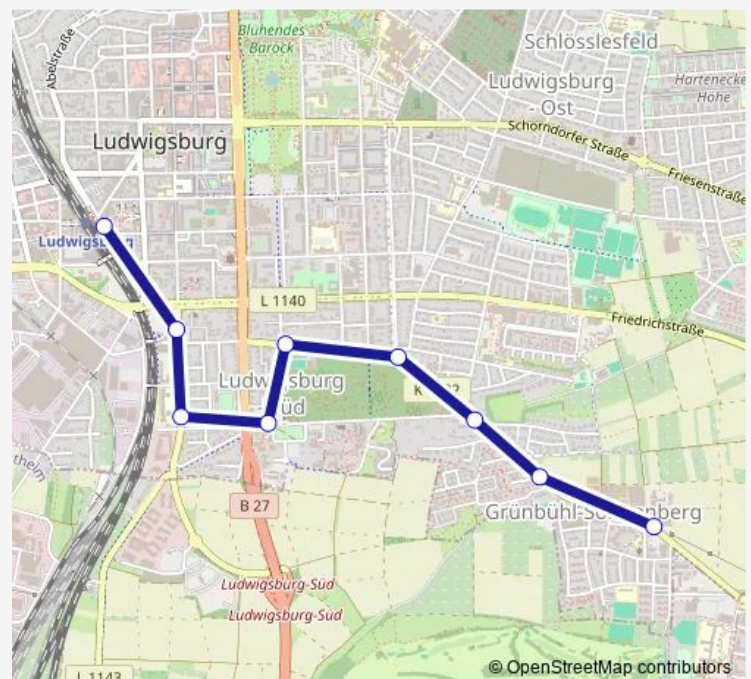 Abelstraße
Blühendes
Barock
Schlösslesfeld
Ludwigsburg
- Ost
Hartenecker
Höhe
Ludwigsburg
Schorndorfer Straße
Friesenstraße
L 1140
Friedrichstraße
Süd
B 27
Ludwigsburg-Süd
Ludwigsburg-Süd
L 1143
© OpenStreetMap contributors